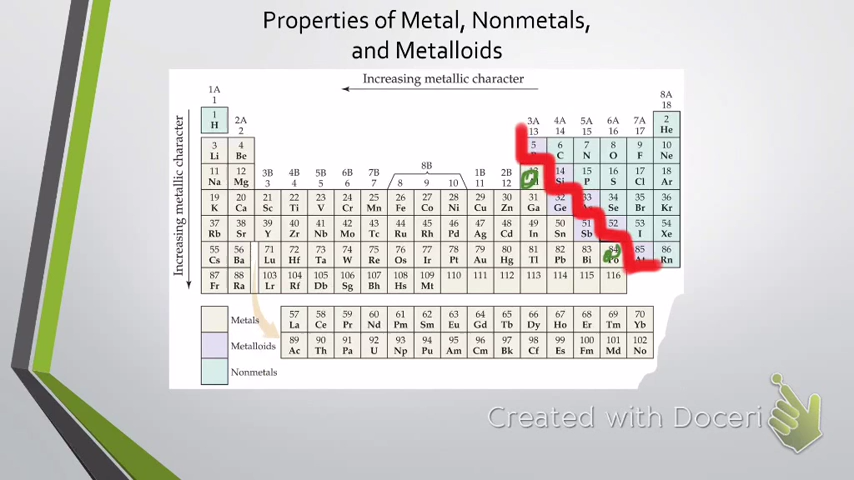 Properties of Metal, Nonmetals,
and Metalloids
Increasing metallic character
Increasing metallic character
1A 8A
1 18
1 2A 3A 4A 5A 6A 7A 2
H 2 13 14 15 16 17 He
3 4 5 6 7 8 9 10
Li Be C N O F Ne
11 12 3B 4B 5B 6B 7B 8B 1B 2B 14 15 16 17 18
Na Mg 3 4 5 6 7 8 9 10 11 12 P S Cl Ar
19 20 21 22 23 24 25 26 27 28 29 30 31 32 33 34 35 36
K Ca Sc Ti V Cr Mn Fe Co Ni Cu Zn Ga Ge Se Br Kr
37 38 39 40 41 42 43 44 45 46 47 48 49 50 51 52 53 54
Rb Sr Y Zr Nb Mo Tc Ru Rh Pd Ag Cd In Sn Sb I Xe
55 56 71 72 73 74 75 76 77 78 79 80 81 82 83 84 85 86
Cs Ba Lu Hf Ta W Re Os Ir Pt Au Hg Tl Pb Bi Po Rn
87 88 103 104 105 106 107 108 109 110 111 112 113 114 115 116
Fr Ra Lr Rf Db Sg Bh Hs Mt
57 58 59 60 61 62 63 64 65 66 67 68 69 70
La Ce Pr Nd Pm Sm Eu Gd Tb Dy Ho Er Tm Yb
89 90 91 92 93 94 95 96 97 98 99 100 101 102
Ac Th Pa U Np Pu Am Cm Bk Cf Es Fm Md No
Metals
Metalloids
Nonmetals
Created with Doceri